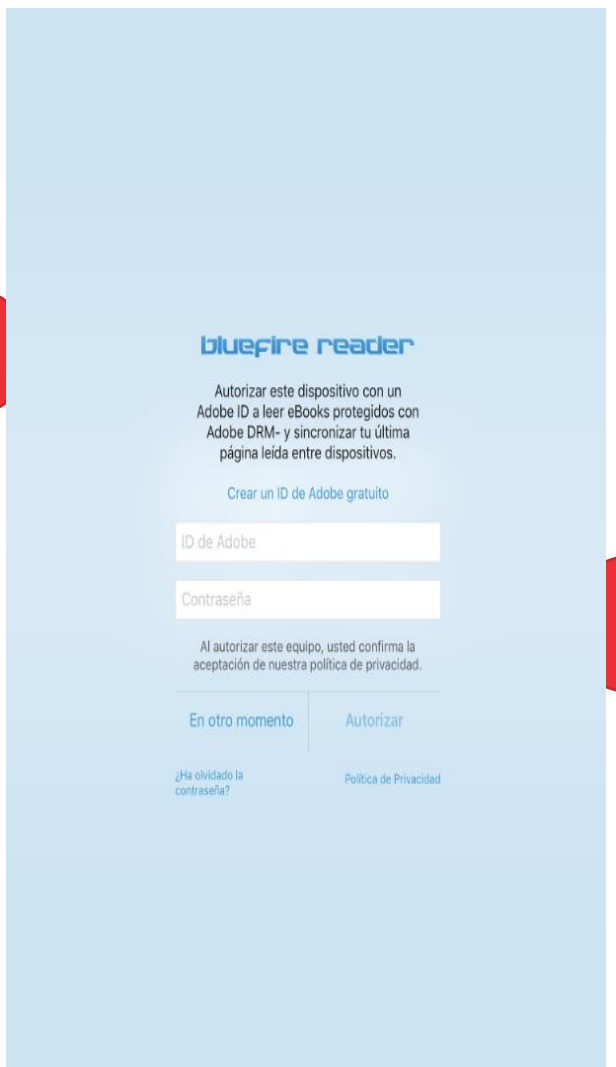 bluefire reader
Autorizar este dispositivo con un
Adobe ID a leer eBooks protegidos con
Adobe DRM- y sincronizar tu última
página leída entre dispositivos.
Crear un ID de Adobe gratuito
ID de Adobe
Contraseña
Al autorizar este equipo, usted confirma la
aceptación de nuestra política de privacidad.
En otro momento
Autorizar
¿Ha olvidado la
contraseña?
Política de Privacidad